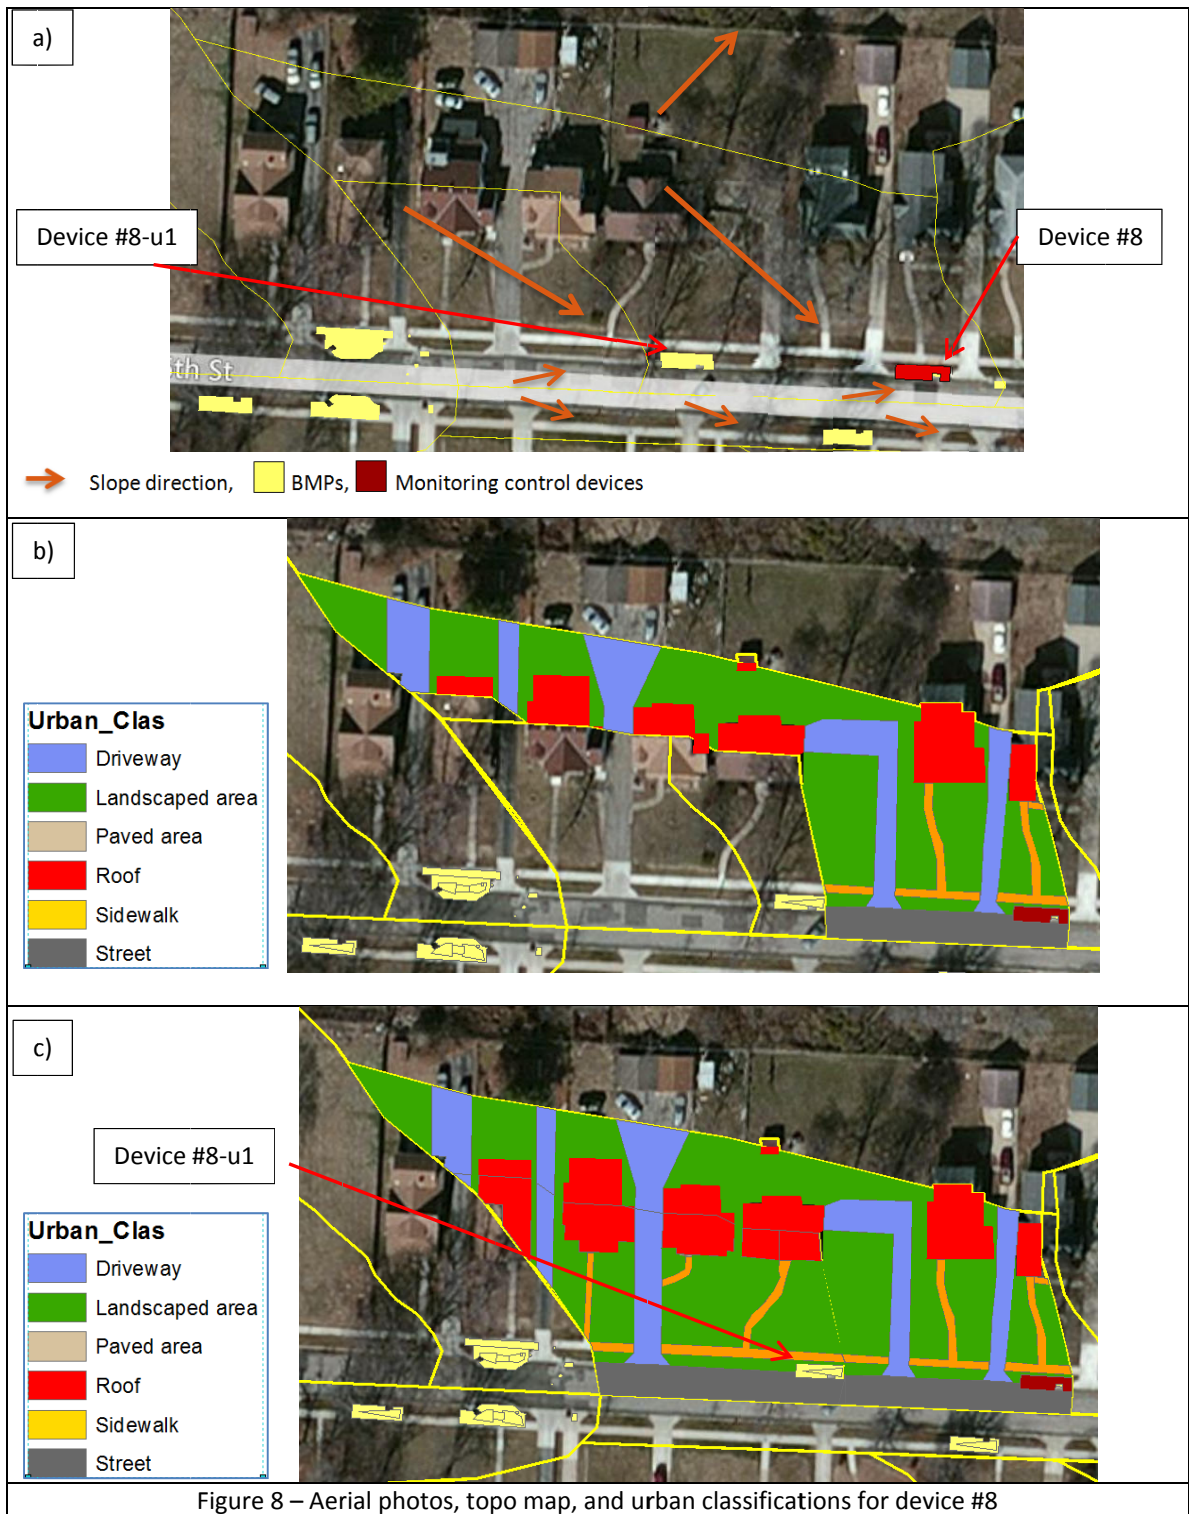 a)
Device #8-u1
Device #8
5th St
Slope direction, BMPs, Monitoring control devices
b)
Urban_Clas
Driveway
Landscaped area
Paved area
Roof
Sidewalk
Street
c)
Device #8-u1
Urban_Clas
Driveway
Landscaped area
Paved area
Roof
Sidewalk
Street
Figure 8 – Aerial photos, topo map, and urban classifications for device #8